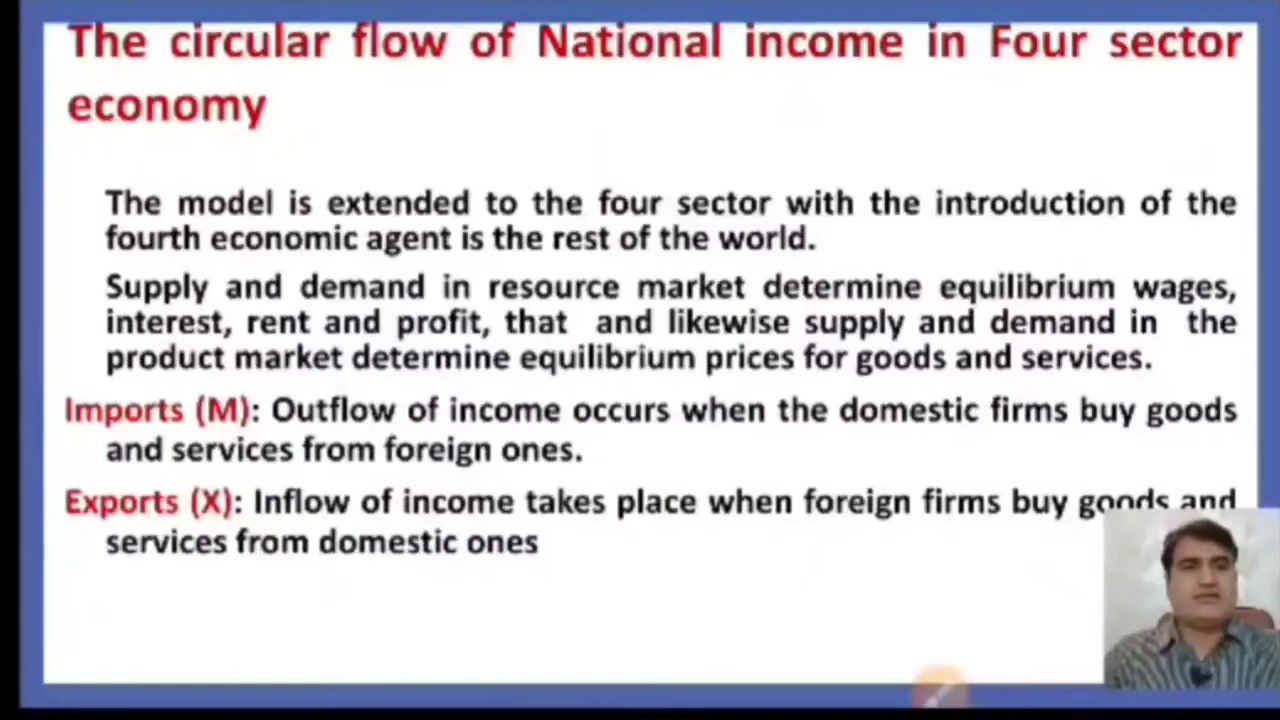 The circular flow of National income in Four sector
economy
The model is extended to the four sector with the introduction of the
fourth economic agent is the rest of the world.
Supply and demand in resource market determine equilibrium wages,
interest, rent and profit, that and likewise supply and demand in the
product market determine equilibrium prices for goods and services.
Imports (M): Outflow of income occurs when the domestic firms buy goods
and services from foreign ones.
Exports (X): Inflow of income takes place when foreign firms buy goods and
services from domestic ones